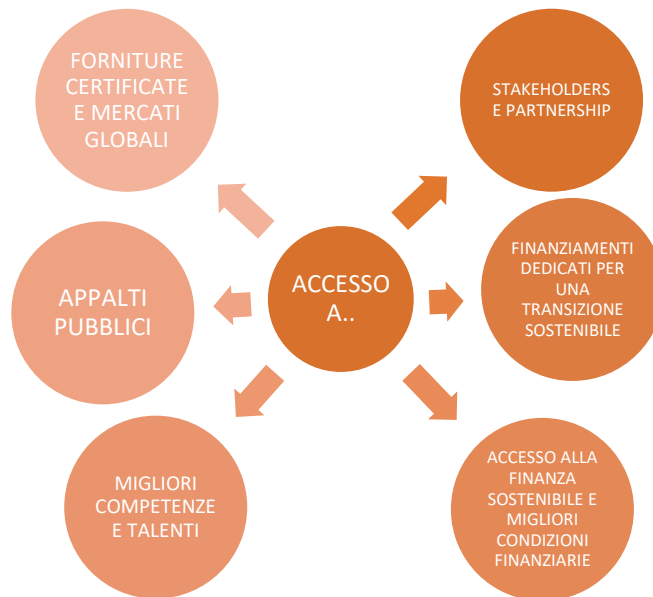 FORNITURE
CERTIFICATE
E MERCATI
GLOBALI
STAKEHOLDERS
E PARTNERSHIP
APPALTI
PUBBLICI
ACCESSO
A..
FINANZIAMENTI
DEDICATI PER
UNA
TRANSIZIONE
SOSTENIBILE
MIGLIORI
COMPETENZE
E TALENTI
ACCESSO ALLA
FINANZA
SOSTENIBILE E
MIGLIORI
CONDIZIONI
FINANZIARIE